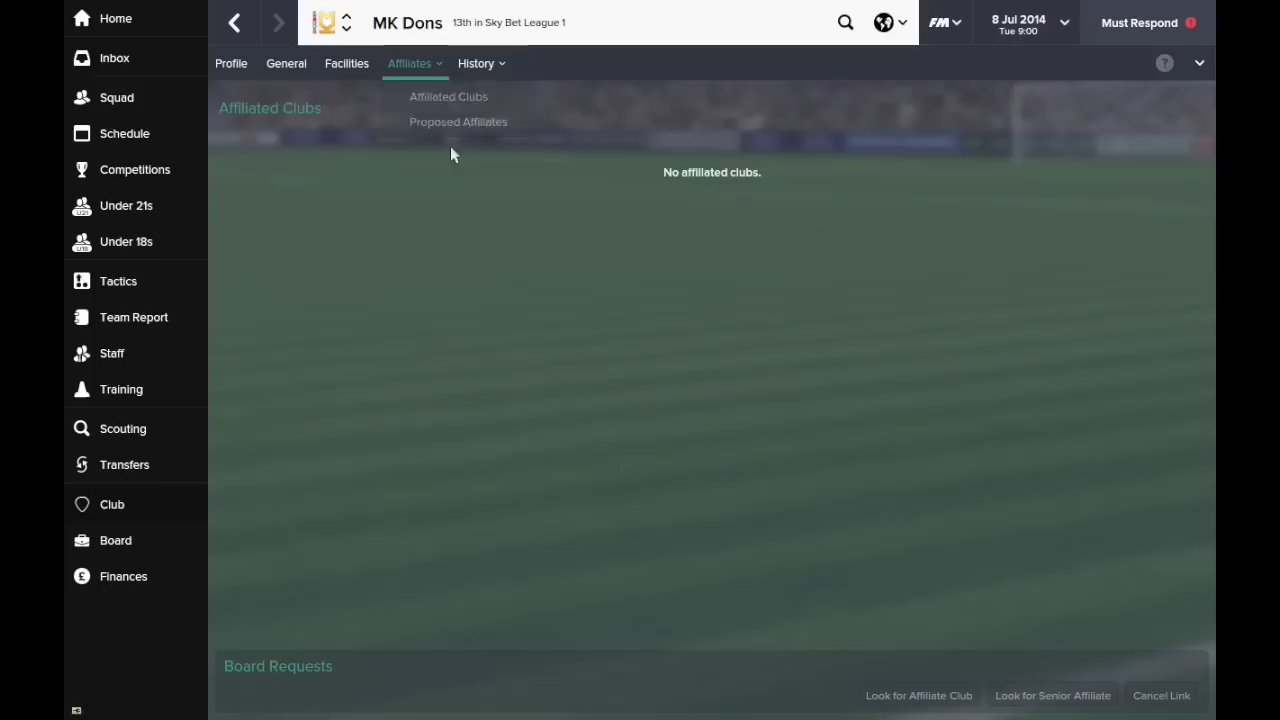 MK Dons
13th in Sky Bet League 1
FM
8 Jul 2014
Tue 9:00
Must Respond
Home
Inbox
Squad
Schedule
Competitions
Under 21s
Under 18s
Tactics
Team Report
Staff
Training
Scouting
Transfers
Club
Board
Finances
Profile
General
Facilities
Affiliates
History
?
Affiliated Clubs
Proposed Affiliates
Affiliated Clubs
No affiliated clubs.
Board Requests
Look for Affiliate Club
Look for Senior Affiliate
Cancel Link